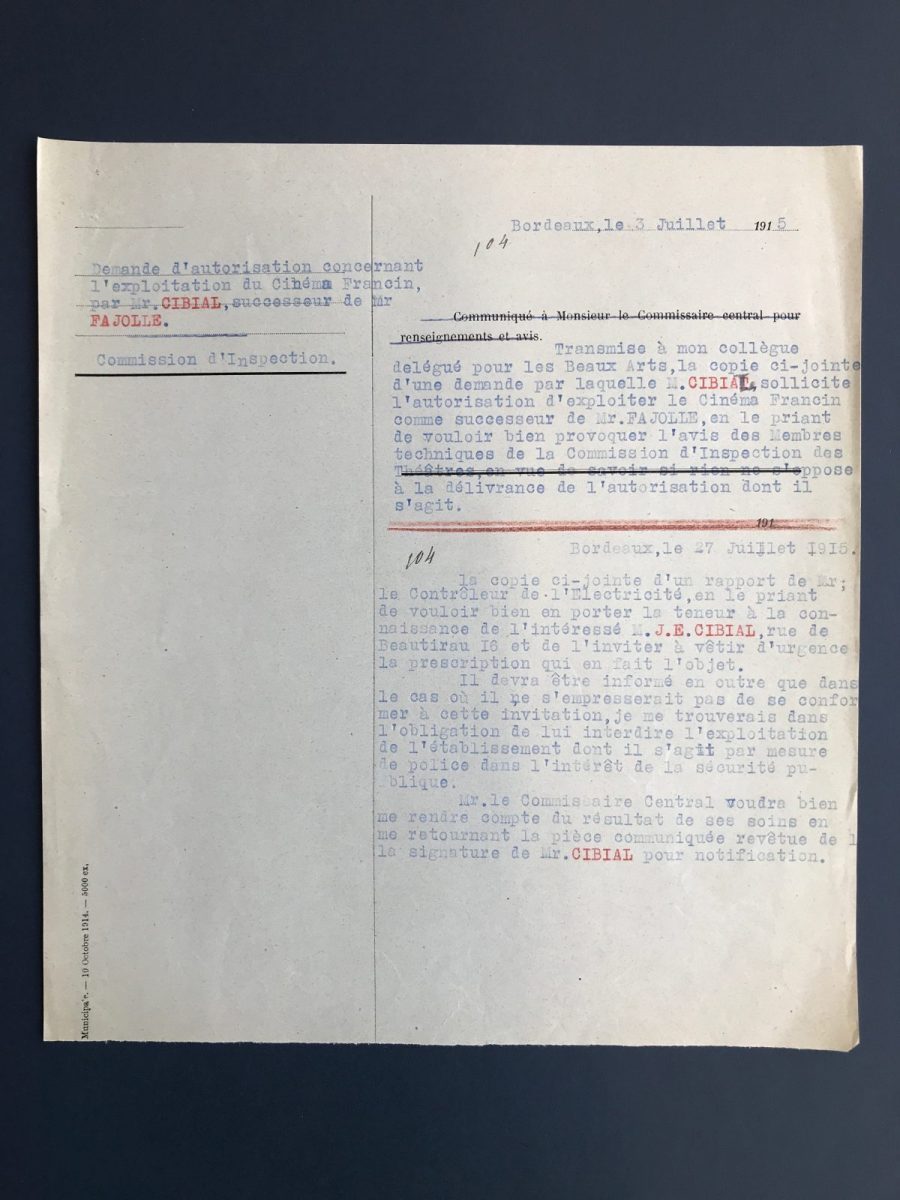 Bordeaux,le 3 Juillet 1915
104
Demande d'autorisation concernant
l'exploitation du Cinéma Francin,
par Mr.CIBIAL,successeur de Mr
FAJOLLE.
Commission d'Inspection.
Communiqué à Monsieur le Commissaire central pour
renseignements et avis.
Transmise à mon collègue
delégué pour les Beaux Arts,la copie ci-jointe
d'une demande par laquelle M.CIBIAL,sollicite
l'autorisation d'exploiter le Cinéma Francin
comme successeur de Mr.FAJOLLE,en le priant
de vouloir bien provoquer l'avis des Membres
techniques de la Commission d'Inspection des
Théâtres,en vue de savoir si rien ne s'oppose
à la délivrance de l'autorisation dont il
s'agit.
191
Bordeaux,le 27 Juillet 1915.
104
la copie ci-jointe d'un rapport de Mr;
le Contrôleur de l'Electricité,en le priant
de vouloir bien en porter la teneur à la con-
naissance de l'intéressé M.J.E.CIBIAL,rue de
Beautirau I6 et de l'inviter à vêtir d'urgence
la prescription qui en fait l'objet.
Il devra être informé en outre que dans
le cas où il ne s'empresserait pas de se confor
mer à cette invitation,je me trouverais dans
l'obligation de lui interdire l'exploitation
de l'établissement dont il s'agit par mesure
de police dans l'intérêt de la sécurité pu-
blique.
Mr.le Commissaire Central voudra bien
me rendre compte du résultat de ses soins en
me retournant la pièce communiquée revêtue de l
la signature de Mr.CIBIAL pour notification.
Municipale. — 10 Octobre 1914. — 5000 ex.